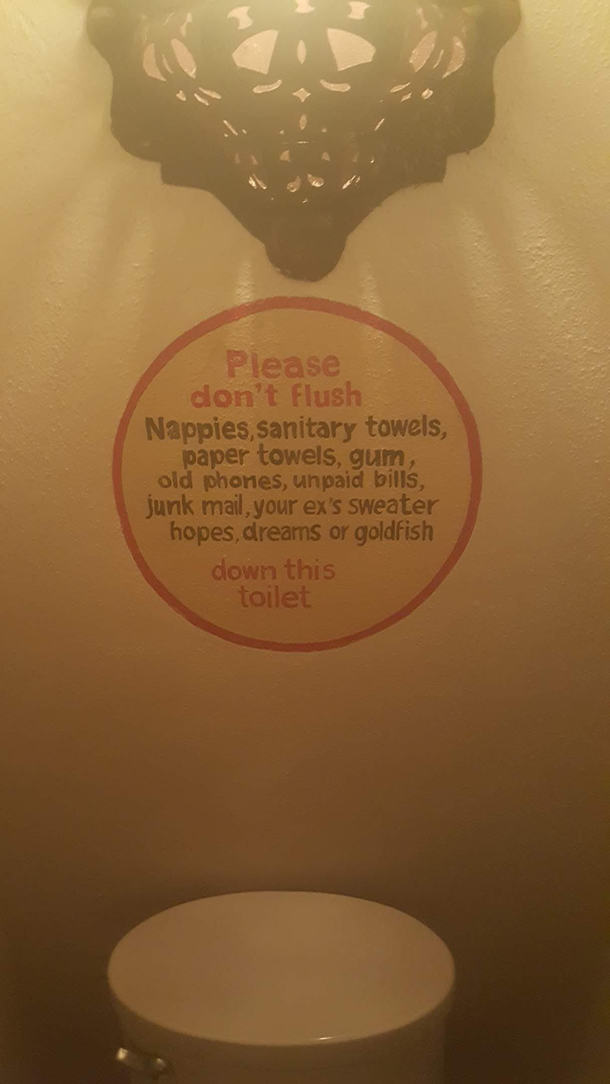 Please
don't flush
Nappies, sanitary towels,
paper towels, gum,
old phones, unpaid bills,
junk mail, your ex's sweater
hopes, dreams or goldfish
down this
toilet